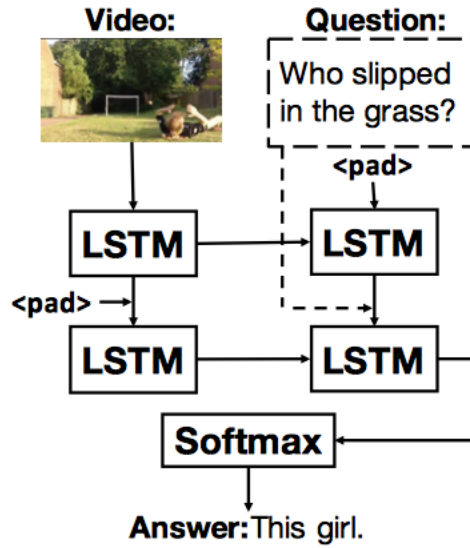 Video:
Question:
Who slipped
in the grass?
<pad>
LSTM
LSTM
<pad>
LSTM
LSTM
Softmax
Answer:This girl.